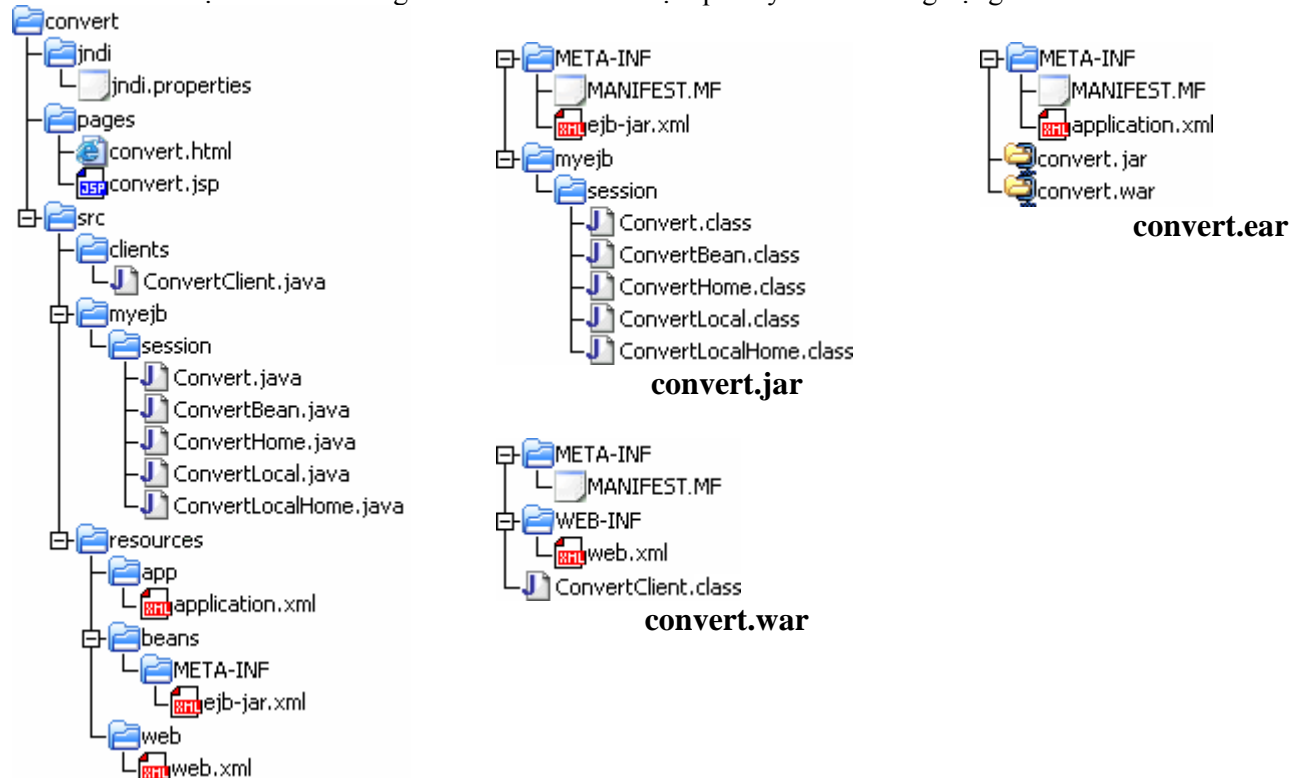 convert
jndi
jndi.properties
pages
convert.html
convert.jsp
src
clients
ConvertClient.java
myejb
session
Convert.java
ConvertBean.java
ConvertHome.java
ConvertLocal.java
ConvertLocalHome.java
resources
app
application.xml
beans
META-INF
ejb-jar.xml
web
web.xml
META-INF
MANIFEST.MF
ejb-jar.xml
myejb
session
Convert.class
ConvertBean.class
ConvertHome.class
ConvertLocal.class
ConvertLocalHome.class
convert.jar
META-INF
MANIFEST.MF
WEB-INF
web.xml
ConvertClient.class
convert.war
META-INF
MANIFEST.MF
application.xml
convert.jar
convert.war
convert.ear